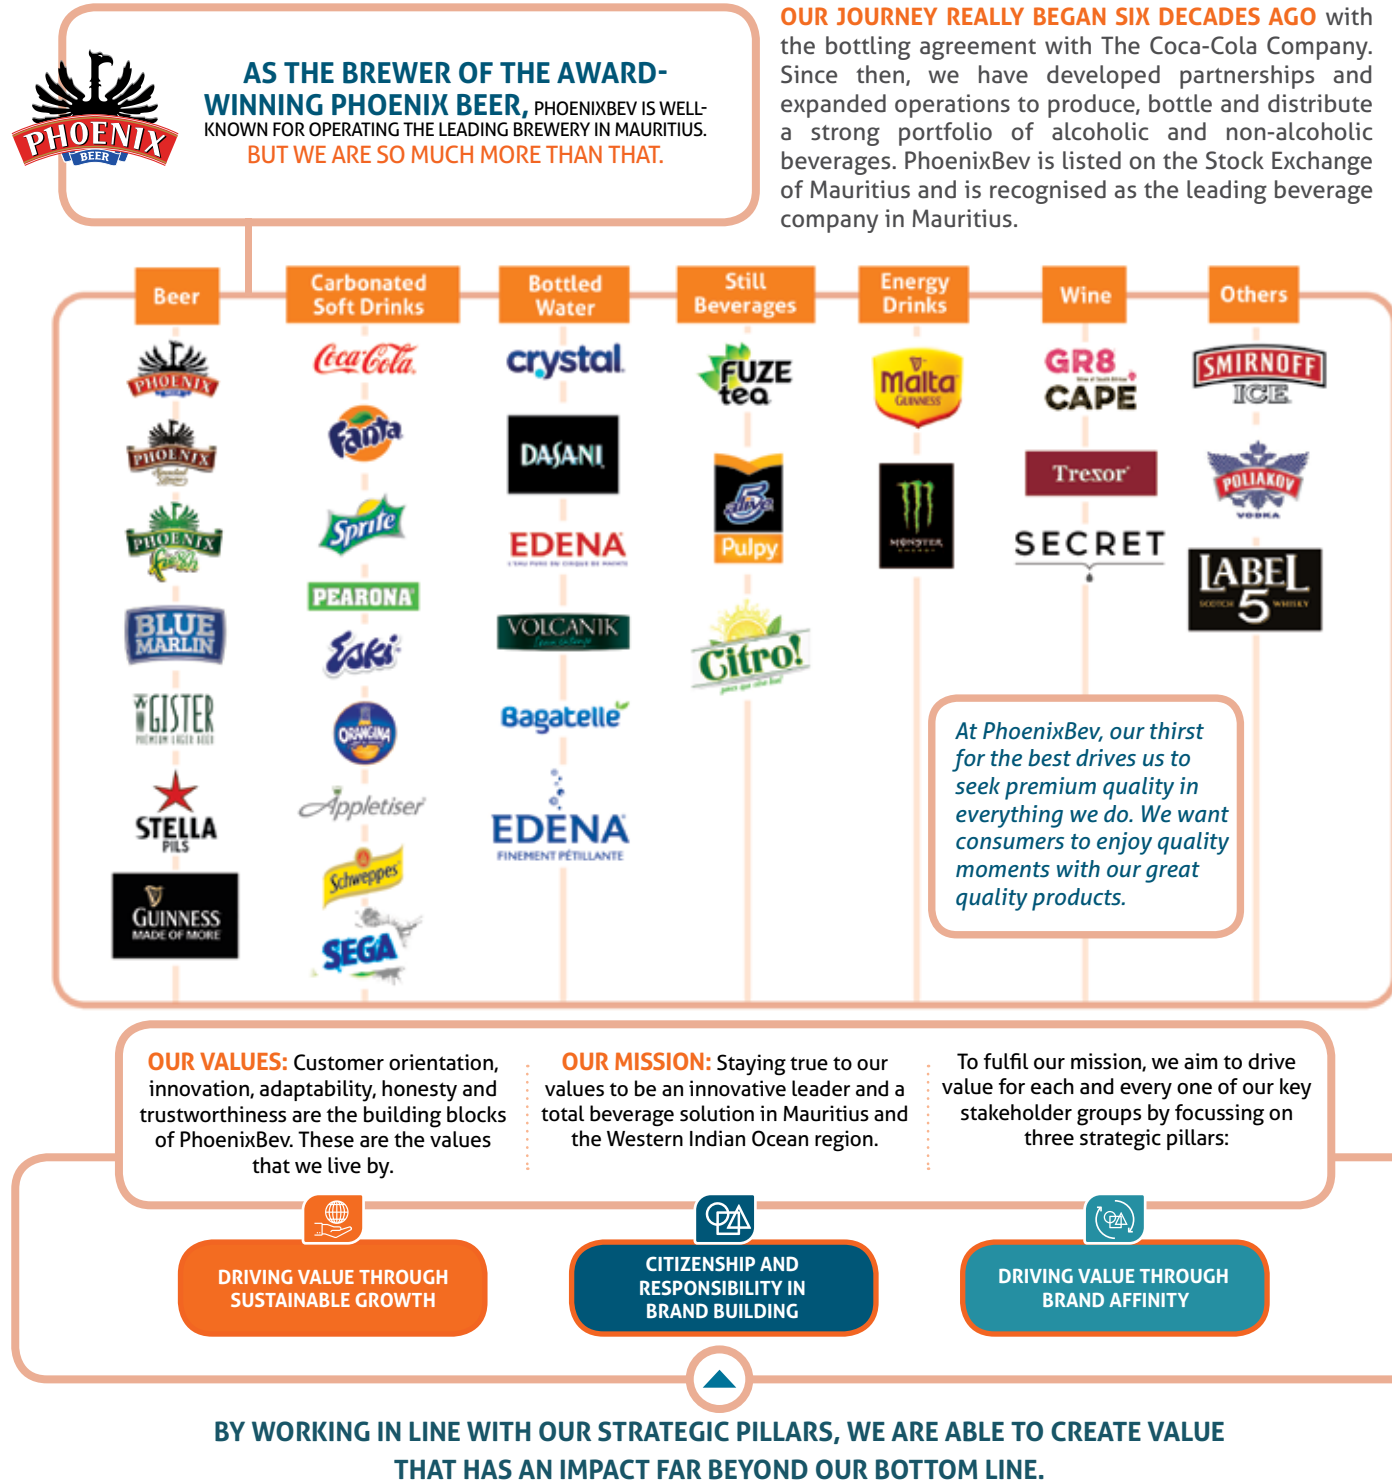 PHOENIX
BEER
AS THE BREWER OF THE AWARD-
WINNING PHOENIX BEER, PHOENIXBEV IS WELL-
KNOWN FOR OPERATING THE LEADING BREWERY IN MAURITIUS.
BUT WE ARE SO MUCH MORE THAN THAT.
OUR JOURNEY REALLY BEGAN SIX DECADES AGO with
the bottling agreement with The Coca-Cola Company.
Since then, we have developed partnerships and
expanded operations to produce, bottle and distribute
a strong portfolio of alcoholic and non-alcoholic
beverages. PhoenixBev is listed on the Stock Exchange
of Mauritius and is recognised as the leading beverage
company in Mauritius.
Beer
PHOENIX
BEER
PHOENIX
PHOENIX
Fresh
BLUE
MARLIN
GISTER
PREMIUM LAGER BEER
STELLA
PILS
GUINNESS
MADE OF MORE
Carbonated
Soft Drinks
Coca-Cola
Fanta
Sprite
PEARONA
Eski
ORANGINA
Appletiser
Schweppes
SEGA
Bottled
Water
crystal
DASANI
EDENA
L'EAU PURE DU CIRQUE DE MAFATE
VOLCANIK
Bagatelle
EDENA
FINEMENT PÉTILLANTE
Still
Beverages
FUZE
tea
5
alive
Pulpy
Citro!
Energy
Drinks
Malta
GUINNESS
MONSTER
ENERGY
Wine
GR8
CAPE
Trexor
SECRET
Others
SMIRNOFF
ICE
POLIAKOV
VODKA
LABEL
5
SCOTCH WHISKY
At PhoenixBev, our thirst
for the best drives us to
seek premium quality in
everything we do. We want
consumers to enjoy quality
moments with our great
quality products.
OUR VALUES: Customer orientation,
innovation, adaptability, honesty and
trustworthiness are the building blocks
of PhoenixBev. These are the values
that we live by.
OUR MISSION: Staying true to our
values to be an innovative leader and a
total beverage solution in Mauritius and
the Western Indian Ocean region.
To fulfil our mission, we aim to drive
value for each and every one of our key
stakeholder groups by focussing on
three strategic pillars:
DRIVING VALUE THROUGH
SUSTAINABLE GROWTH
CITIZENSHIP AND
RESPONSIBILITY IN
BRAND BUILDING
DRIVING VALUE THROUGH
BRAND AFFINITY
BY WORKING IN LINE WITH OUR STRATEGIC PILLARS, WE ARE ABLE TO CREATE VALUE
THAT HAS AN IMPACT FAR BEYOND OUR BOTTOM LINE.